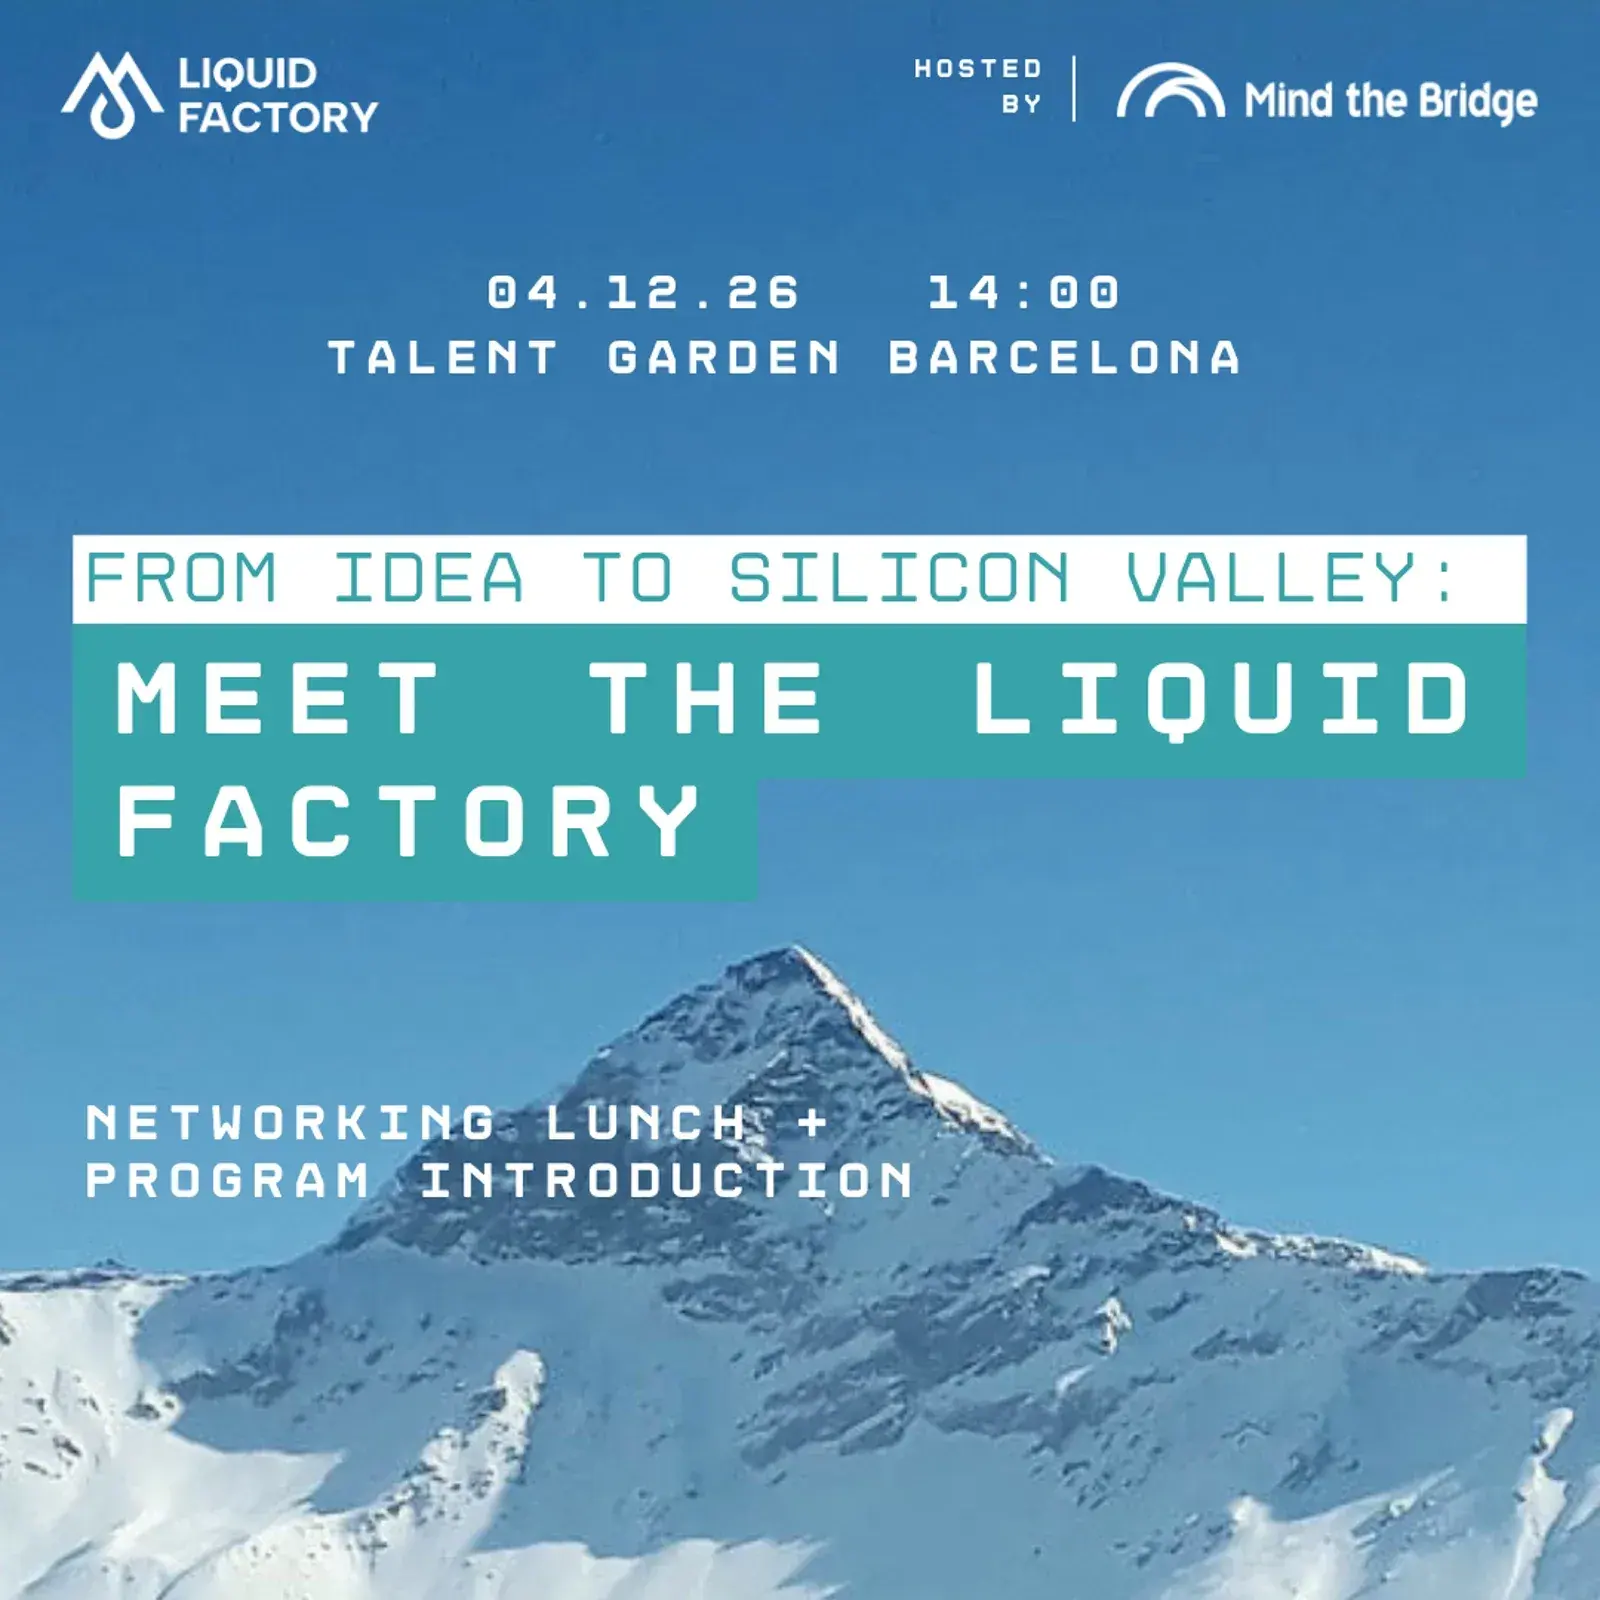 LIQUID
FACTORY
HOSTED
BY
Mind the Bridge
04.12.26 14:00
TALENT GARDEN BARCELONA
FROM IDEA TO SILICON VALLEY:
MEET THE LIQUID
FACTORY
NETWORKING LUNCH +
PROGRAM INTRODUCTION